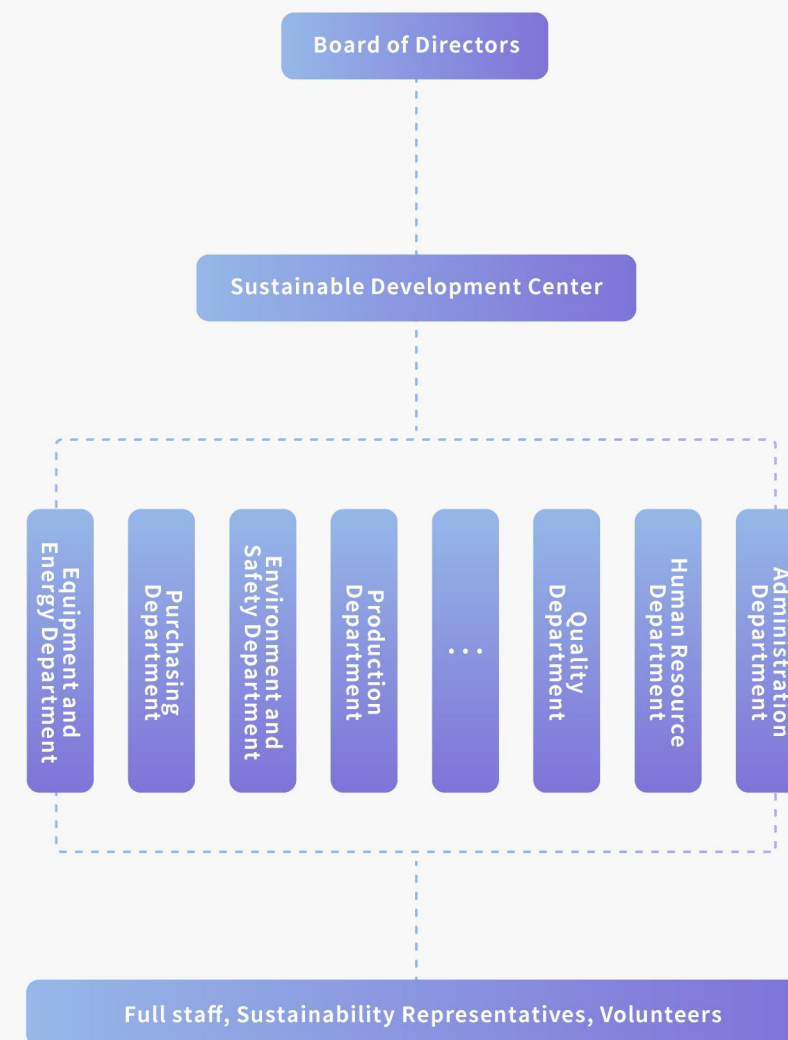 Board of Directors
Sustainable Development Center
Equipment and
Energy Department
Purchasing
Department
Environment and
Safety Department
Production
Department
...
Quality
Department
Human Resource
Department
Administration
Department
Full staff, Sustainability Representatives, Volunteers